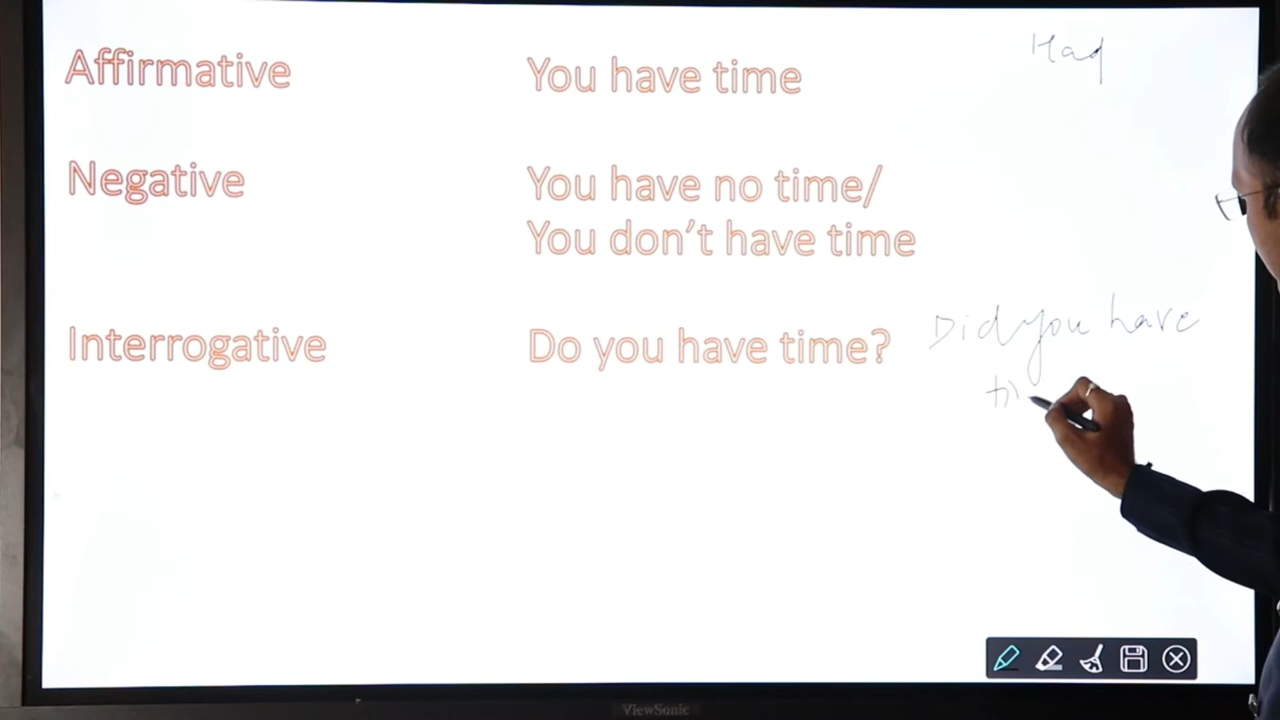 Affirmative You have time Had
Negative You have no time/
You don't have time
Interrogative Do you have time? Did you have
ViewSonic